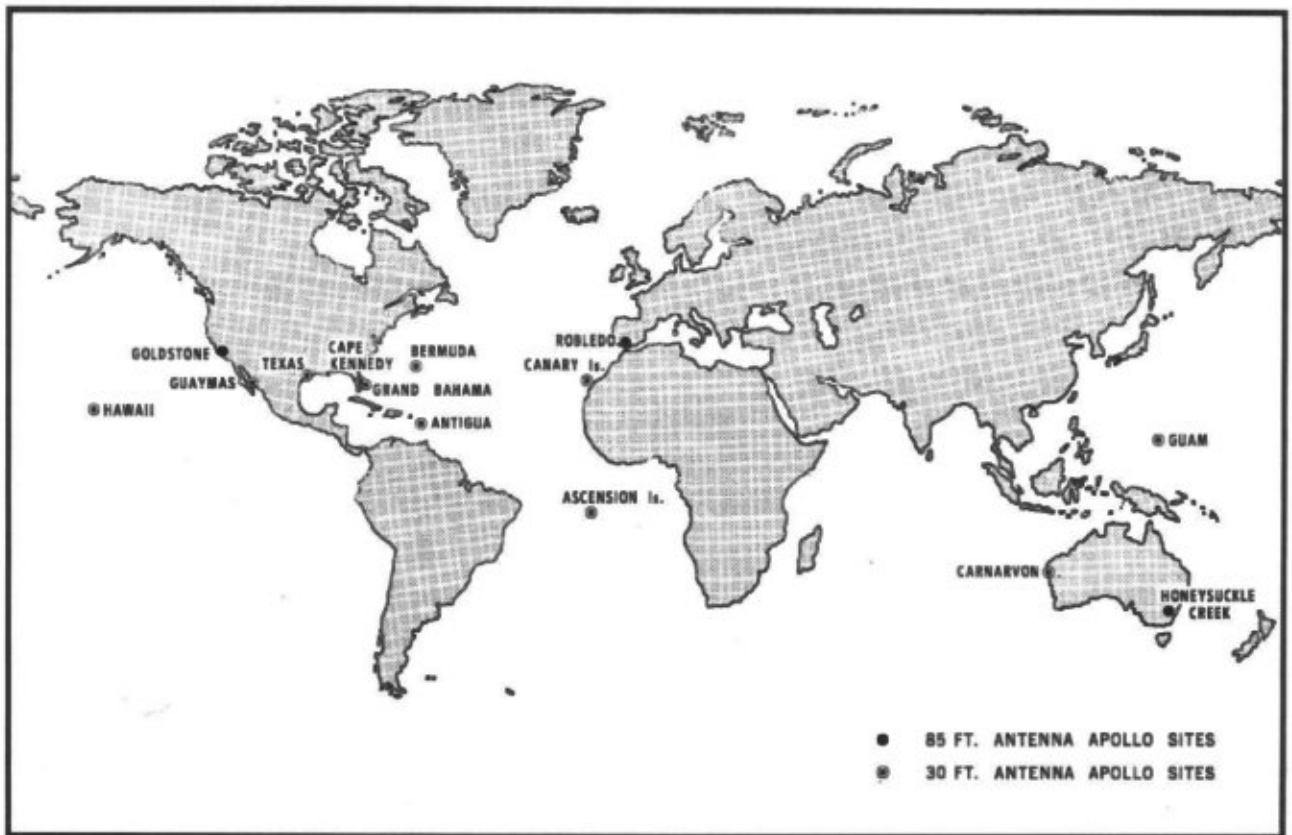 GOLDSTONE
GUAYMAS
HAWAII
TEXAS
CAPE
KENNEDY
BERMUDA
GRAND BAHAMA
ANTIGUA
ROBLEDO
CANARY Is.
ASCENSION Is.
GUAM
CARNARVON
HONEYSUCKLE
CREEK
85 FT. ANTENNA APOLLO SITES
30 FT. ANTENNA APOLLO SITES